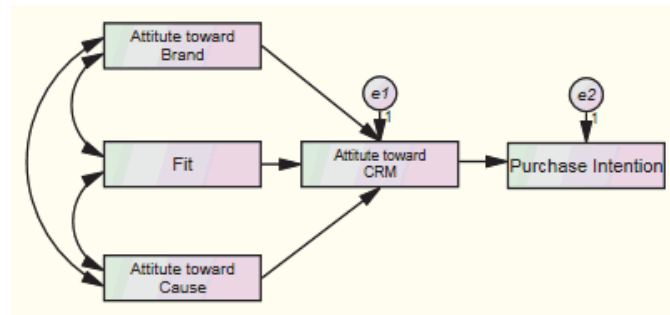 Attitute toward
Brand
e1
e2
1
1
Fit
Attitute toward
CRM
Purchase Intention
Attitute toward
Cause